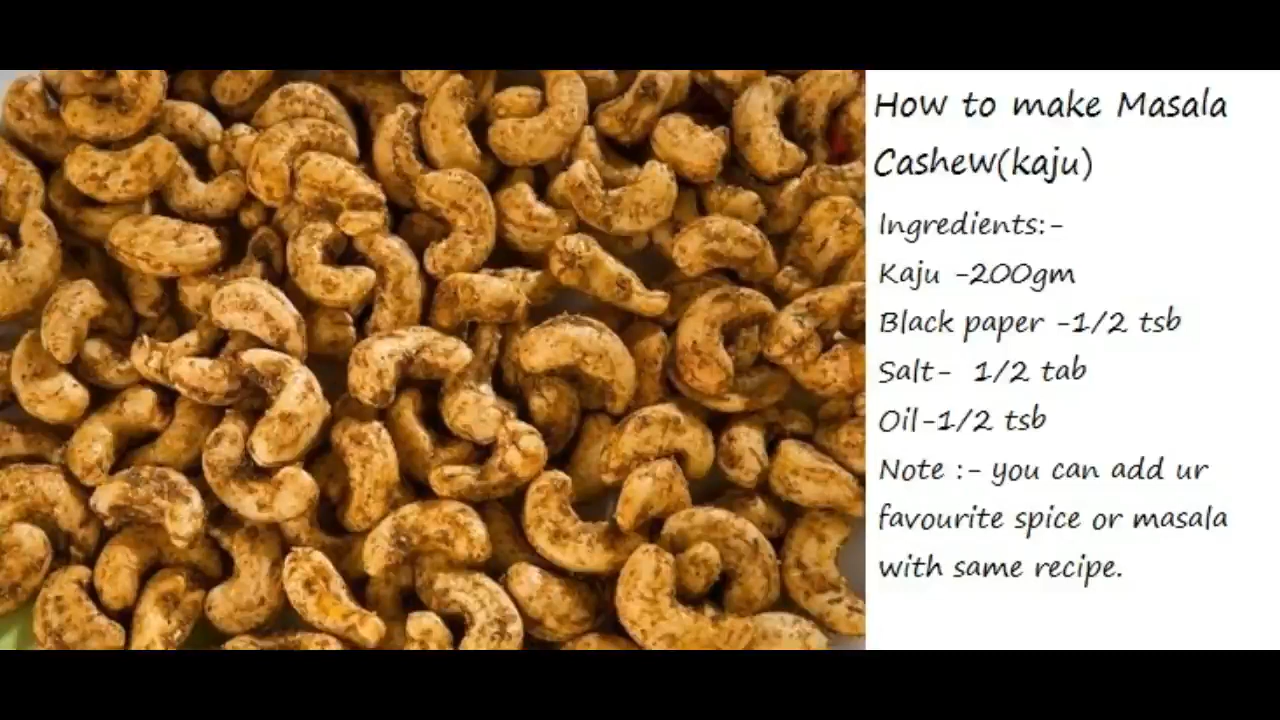 How to make Masala
Cashew(kaju)
Ingredients:-
Kaju -200gm
Black paper -1/2 tsb
Salt- 1/2 tab
Oil-1/2 tsb
Note :- you can add ur
favourite spice or masala
with same recipe.